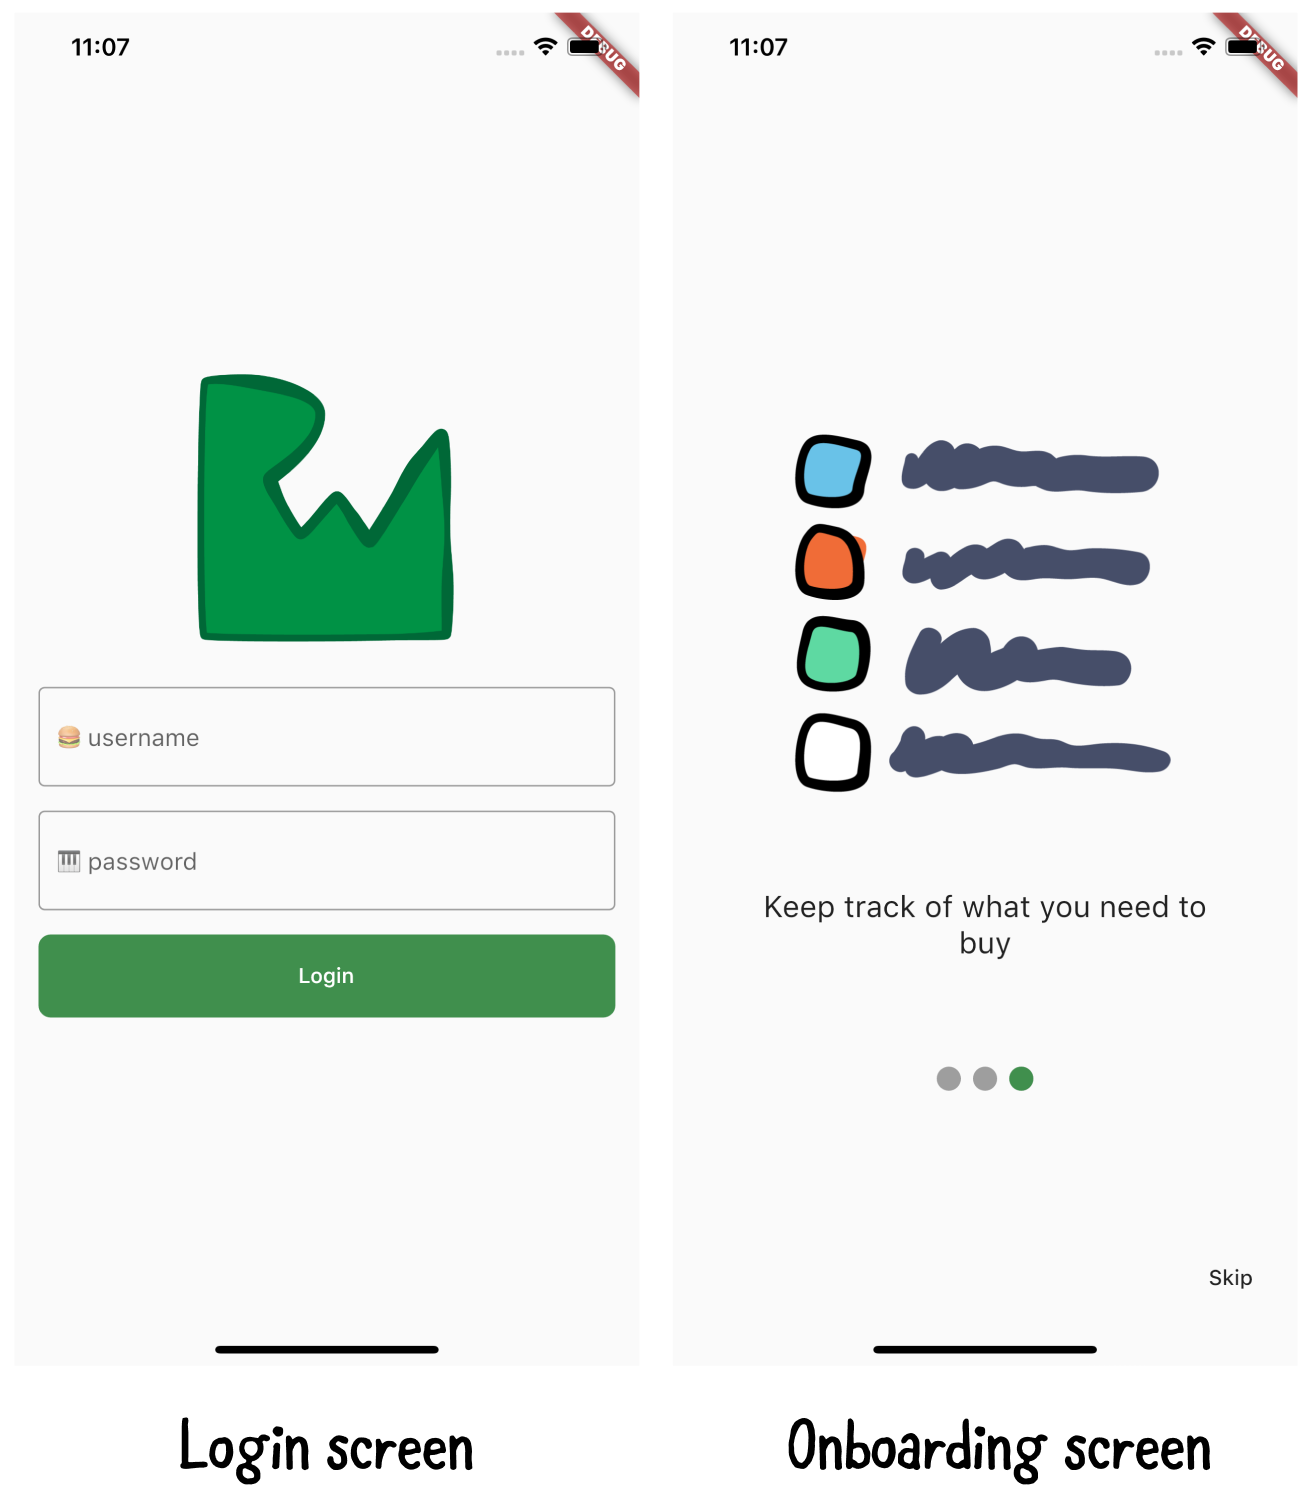 11:07
DEBUG
🍔 username
🎹 password
Login
Login screen
11:07
DEBUG
Keep track of what you need to
buy
Skip
Onboarding screen